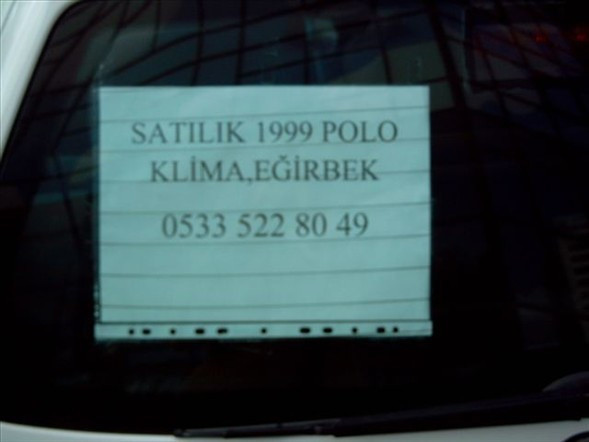 SATILIK 1999 POLO
KLİMA,EĞİRBEK
0533 522 80 49